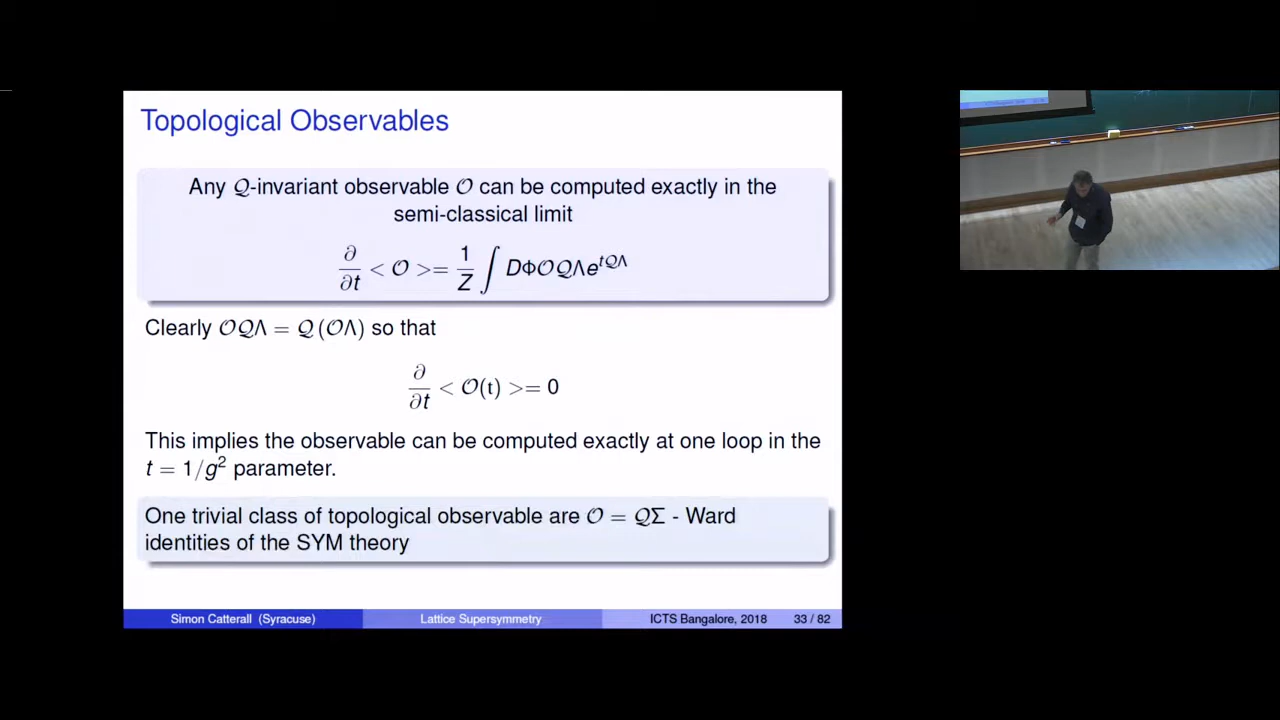 Topological Observables
Any Q-invariant observable O can be computed exactly in the
semi-classical limit
∂/∂t < O >= 1/Z ∫ DΦOQΛe^{tQΛ}
Clearly OQΛ = Q(OΛ) so that
∂/∂t < O(t) >= 0
This implies the observable can be computed exactly at one loop in the
t = 1/g² parameter.
One trivial class of topological observable are O = QΣ - Ward
identities of the SYM theory
Simon Catterall (Syracuse) Lattice Supersymmetry ICTS Bangalore, 2018 33 / 82